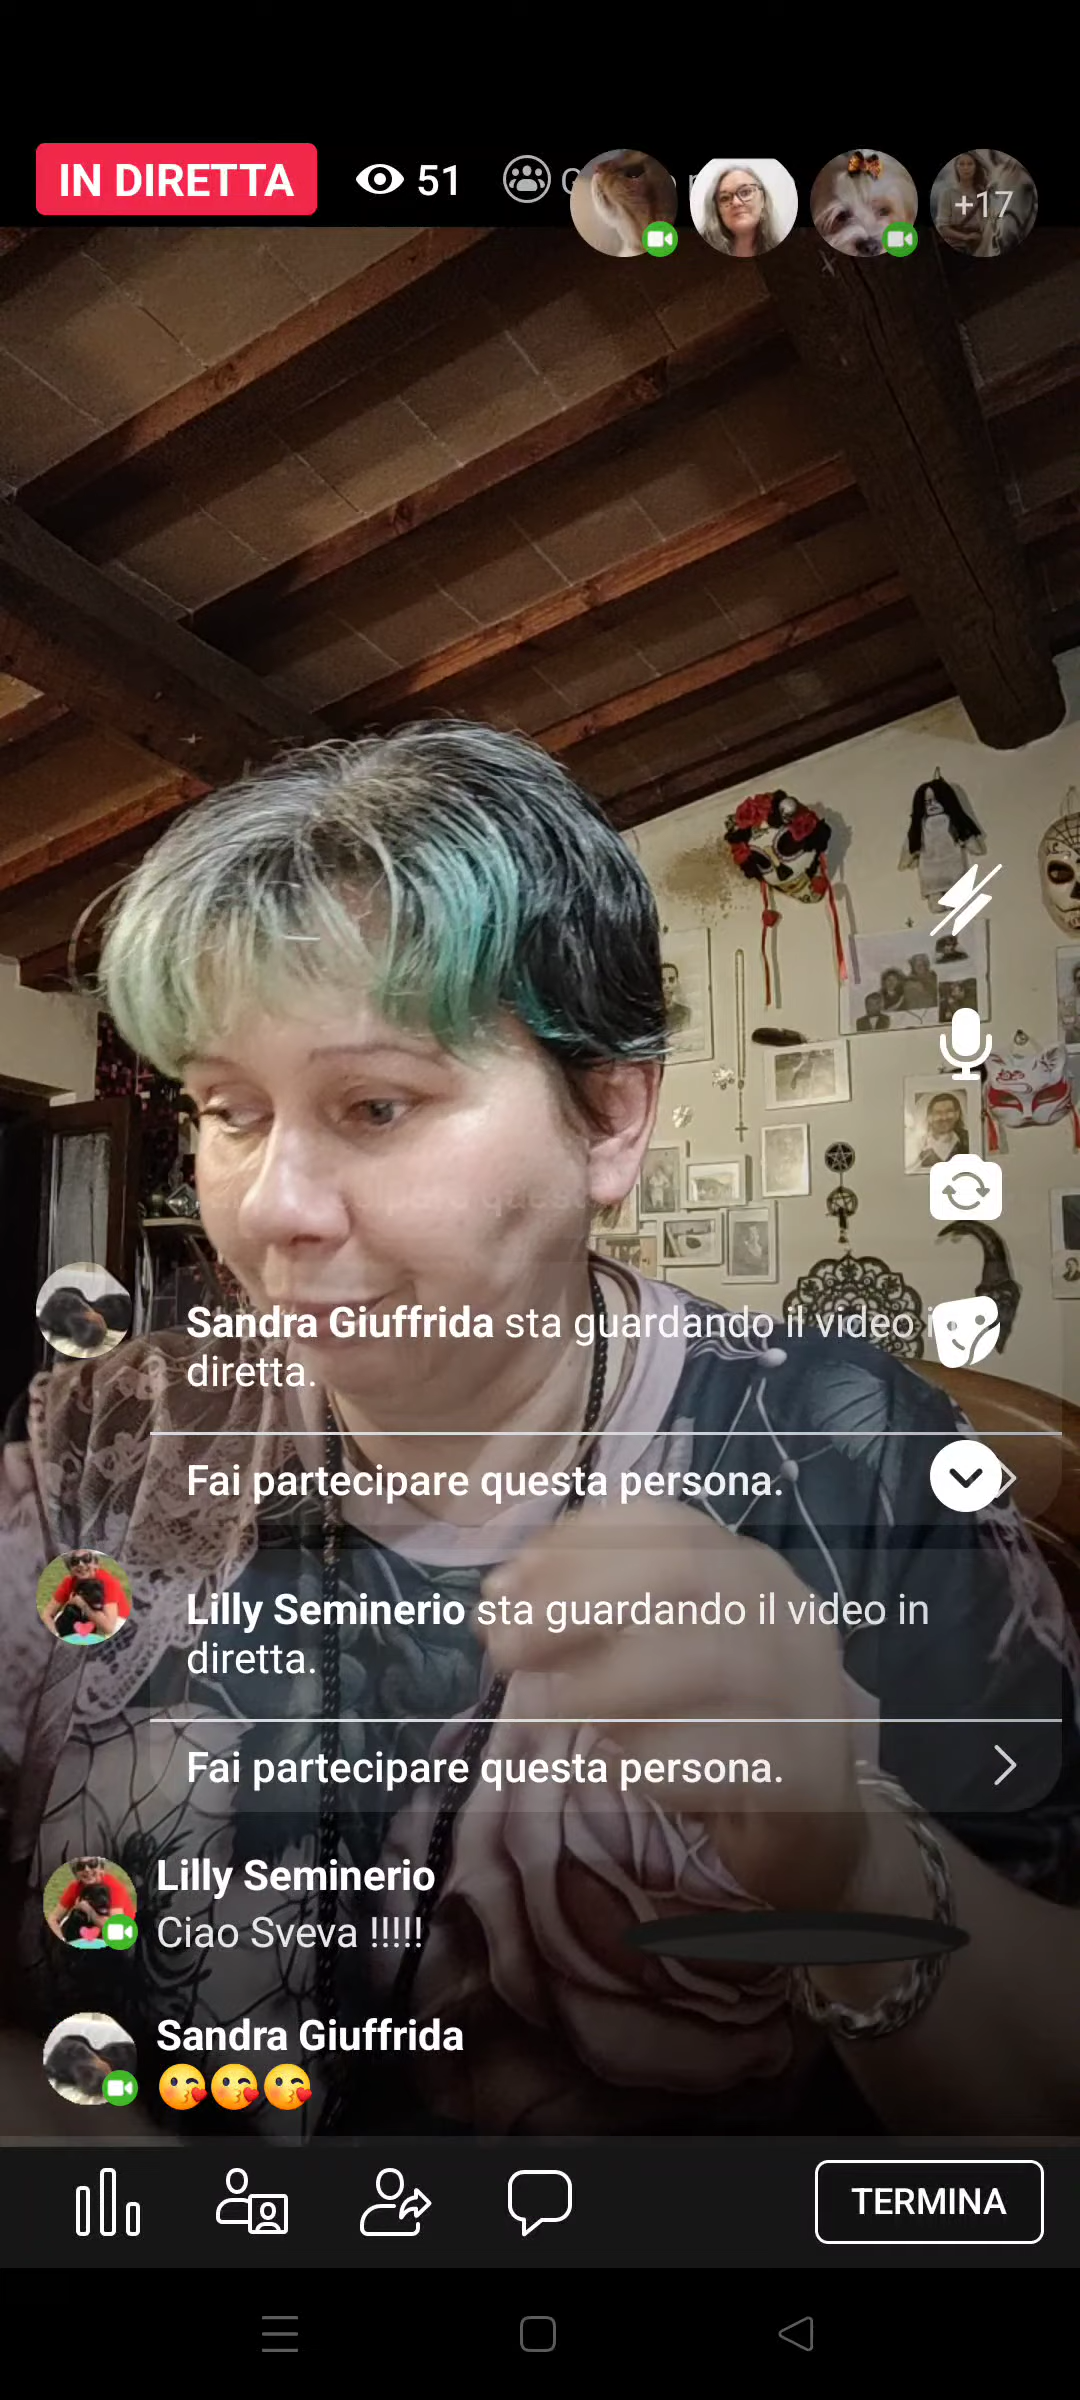 IN DIRETTA
51
+17
Sandra Giuffrida sta guardando il video
diretta.
Fai partecipare questa persona.
Lilly Seminerio sta guardando il video in
diretta.
Fai partecipare questa persona.
Lilly Seminerio
Ciao Sveva !!!!!
Sandra Giuffrida
😘😘😘
TERMINA